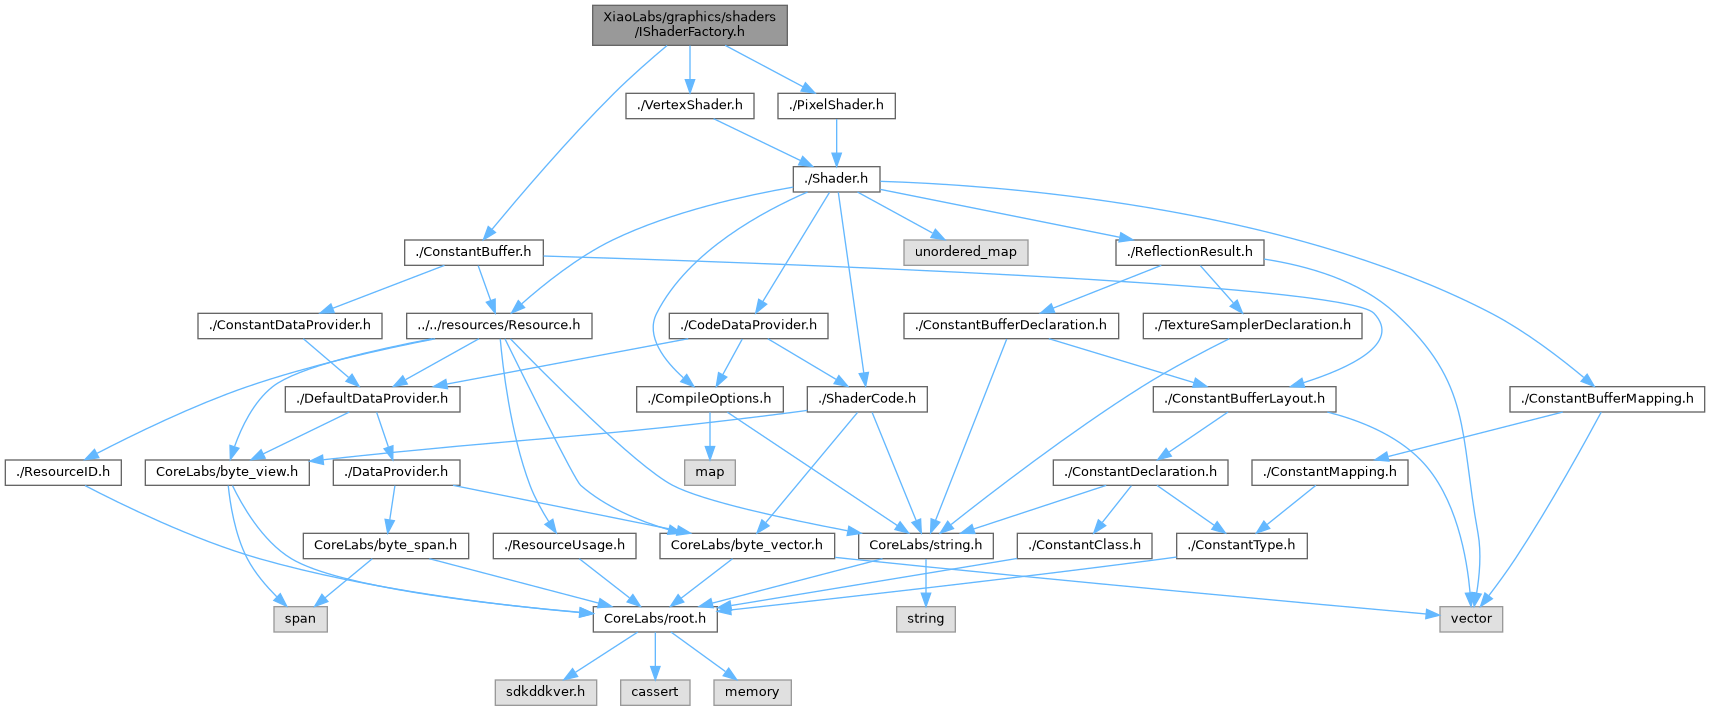 XiaoLabs/graphics/shaders
/IShaderFactory.h
./VertexShader.h
./PixelShader.h
./Shader.h
./ConstantBuffer.h
unordered_map
./ReflectionResult.h
./ConstantDataProvider.h
../../resources/Resource.h
./CodeDataProvider.h
./ConstantBufferDeclaration.h
./TextureSamplerDeclaration.h
./DefaultDataProvider.h
./CompileOptions.h
./ShaderCode.h
./ConstantBufferLayout.h
./ConstantBufferMapping.h
./ResourceID.h
CoreLabs/byte_view.h
./DataProvider.h
map
./ConstantDeclaration.h
./ConstantMapping.h
CoreLabs/byte_span.h
./ResourceUsage.h
CoreLabs/byte_vector.h
CoreLabs/string.h
./ConstantClass.h
./ConstantType.h
span
CoreLabs/root.h
string
vector
sdkddkver.h
cassert
memory